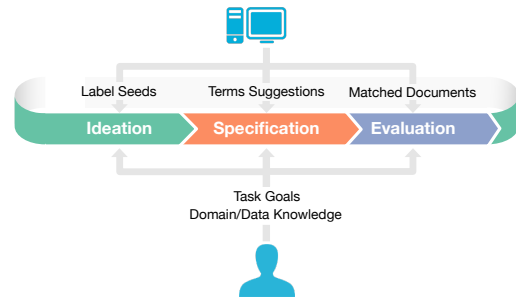 Label Seeds
Terms Suggestions
Matched Documents
Ideation
Specification
Evaluation
Task Goals
Domain/Data Knowledge